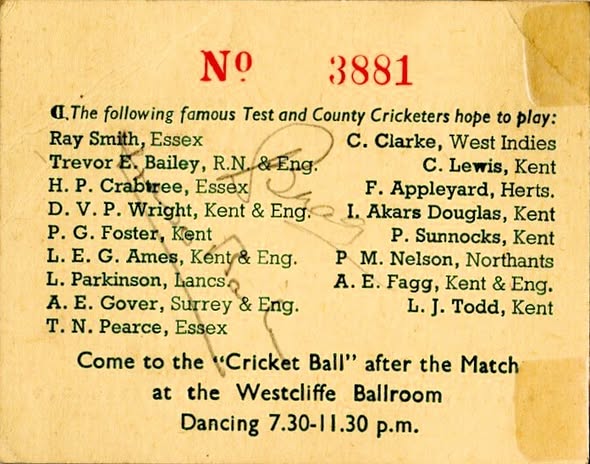 Nº 3881
The following famous Test and County Cricketers hope to play:
Ray Smith, Essex
Trevor E. Bailey, R.N. & Eng.
H. P. Crabtree, Essex
D. V. P. Wright, Kent & Eng.
P. G. Foster, Kent
L. E. G. Ames, Kent & Eng.
L. Parkinson, Lancs.
A. E. Gover, Surrey & Eng.
T. N. Pearce, Essex
C. Clarke, West Indies
C. Lewis, Kent
F. Appleyard, Herts.
I. Akars Douglas, Kent
P. Sunnocks, Kent
P M. Nelson, Northants
A. E. Fagg, Kent & Eng.
L. J. Todd, Kent
Come to the "Cricket Ball" after the Match
at the Westcliffe Ballroom
Dancing 7.30-11.30 p.m.